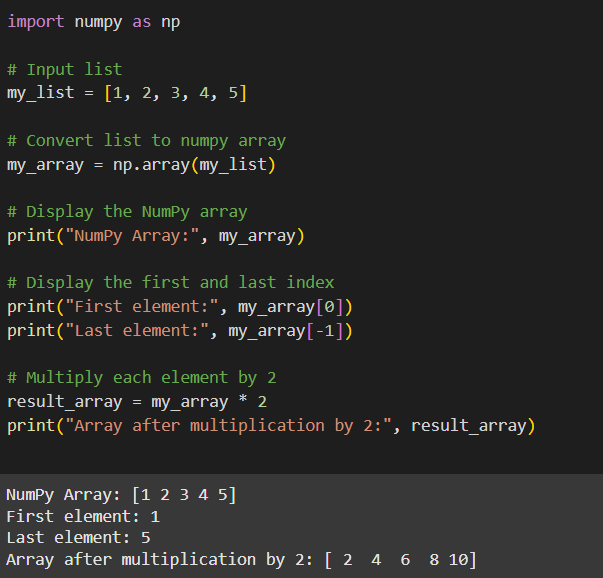 import numpy as np
# Input list
my_list = [1, 2, 3, 4, 5]
# Convert list to numpy array
my_array = np.array(my_list)
# Display the NumPy array
print("NumPy Array:", my_array)
# Display the first and last index
print("First element:", my_array[0])
print("Last element:", my_array[-1])
# Multiply each element by 2
result_array = my_array * 2
print("Array after multiplication by 2:", result_array)
NumPy Array: [1 2 3 4 5]
First element: 1
Last element: 5
Array after multiplication by 2: [ 2  4  6  8 10]